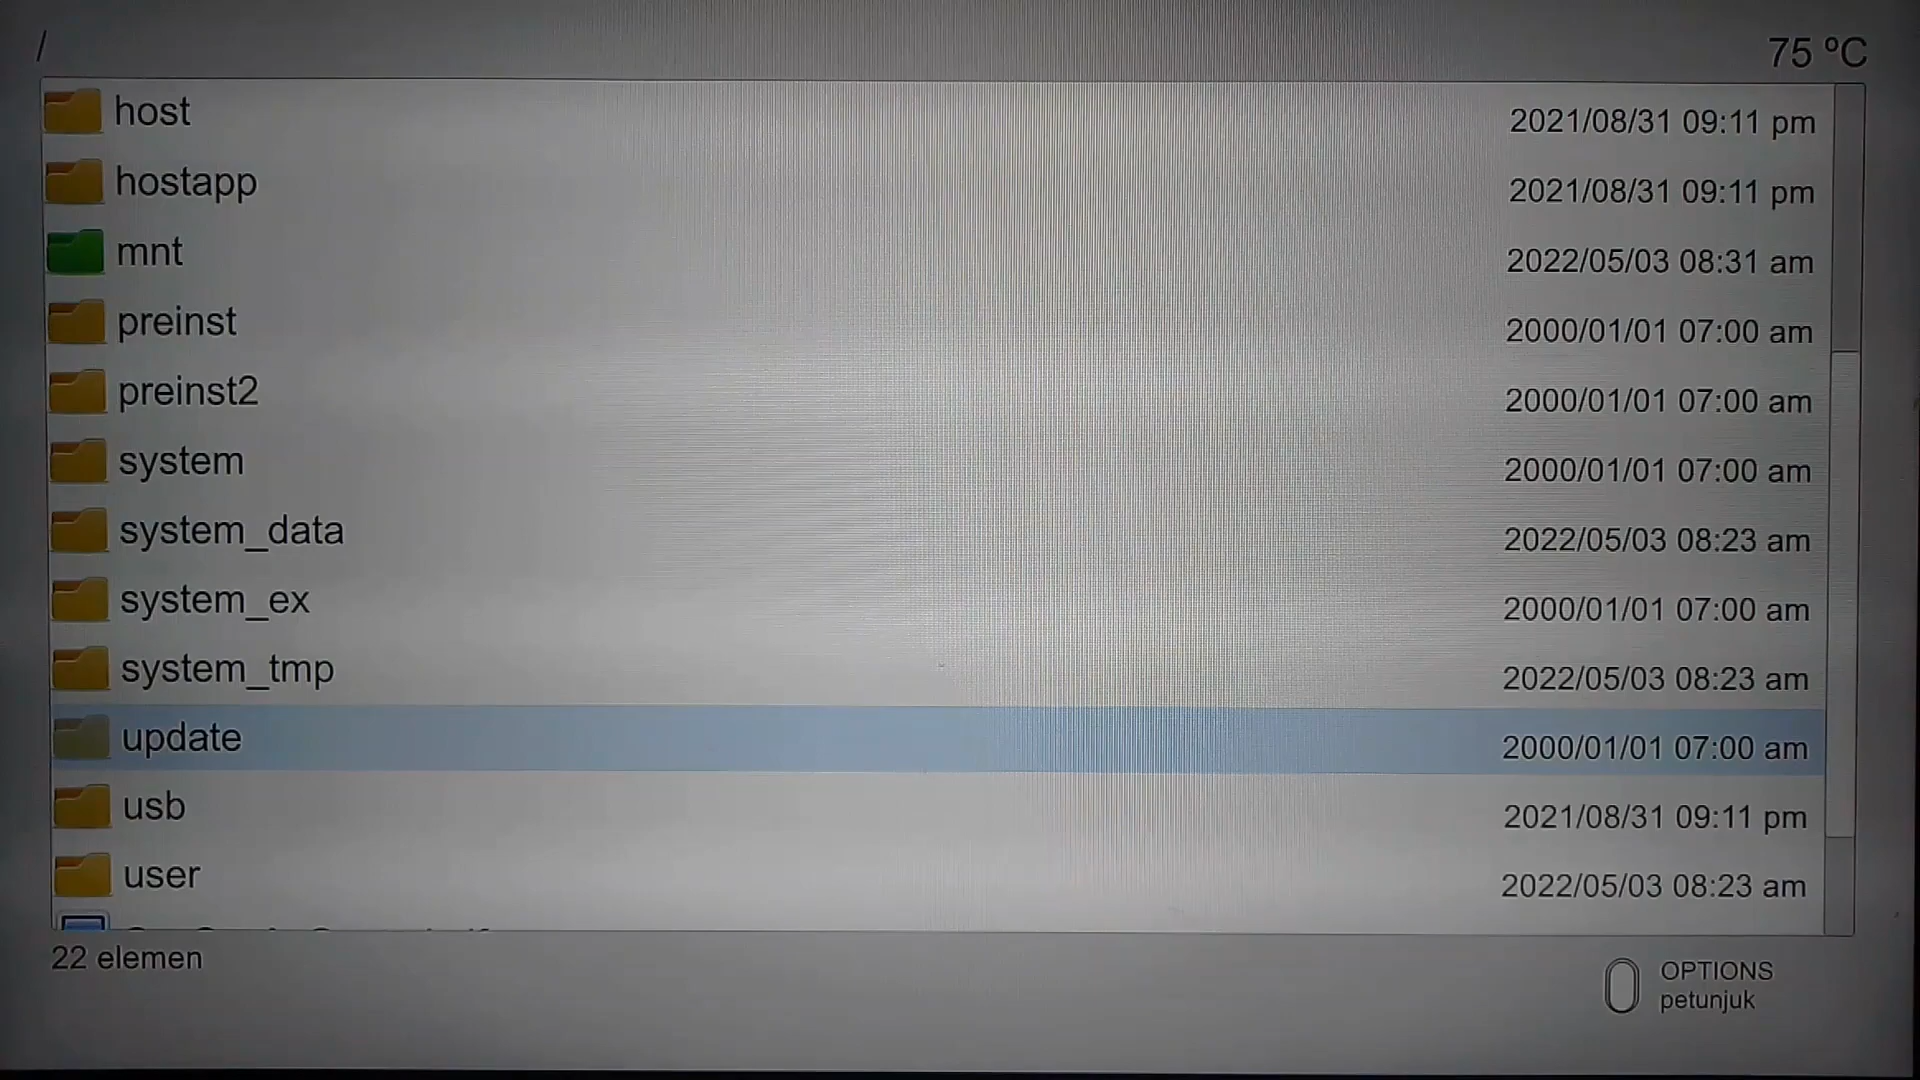 /
75 ºC
host 2021/08/31 09:11 pm
hostapp 2021/08/31 09:11 pm
mnt 2022/05/03 08:31 am
preinst 2000/01/01 07:00 am
preinst2 2000/01/01 07:00 am
system 2000/01/01 07:00 am
system_data 2022/05/03 08:23 am
system_ex 2000/01/01 07:00 am
system_tmp 2022/05/03 08:23 am
update 2000/01/01 07:00 am
usb 2021/08/31 09:11 pm
user 2022/05/03 08:23 am
22 elemen
OPTIONS
petunjuk